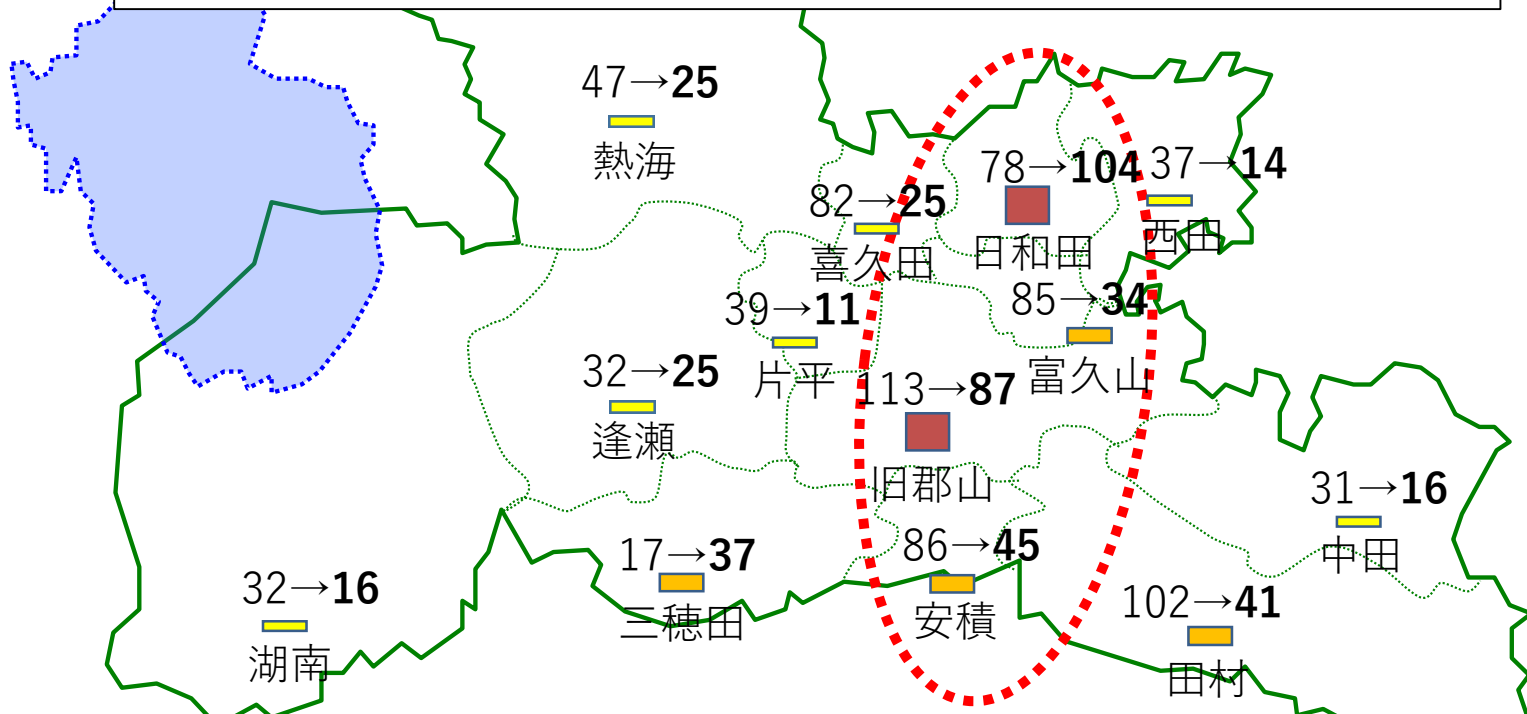 47→25
熱海
78→104
日和田
37→14
西田
82→25
喜久田
85→34
富久山
39→11
片平
32→25
逢瀬
113→87
旧郡山
31→16
中田
17→37
三穂田
86→45
安積
102→41
田村
32→16
湖南